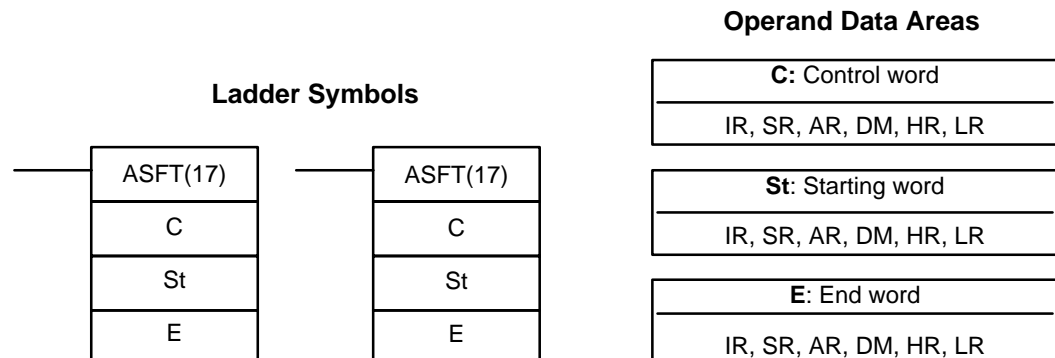 Operand Data Areas
Ladder Symbols
C: Control word
IR, SR, AR, DM, HR, LR
ASFT(17)
C
St
E
ASFT(17)
C
St
E
St: Starting word
IR, SR, AR, DM, HR, LR
E: End word
IR, SR, AR, DM, HR, LR